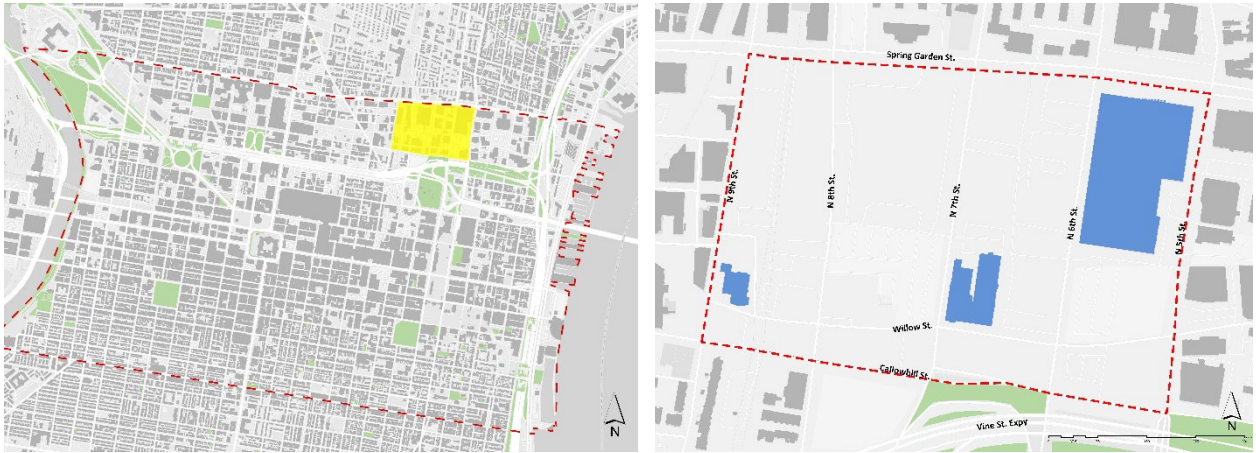 N
Spring Garden St.
N 9th St.
N 8th St.
N 7th St.
N 6th St.
N 5th St.
Willow St.
Callowhill St.
Vine St. Expy
N